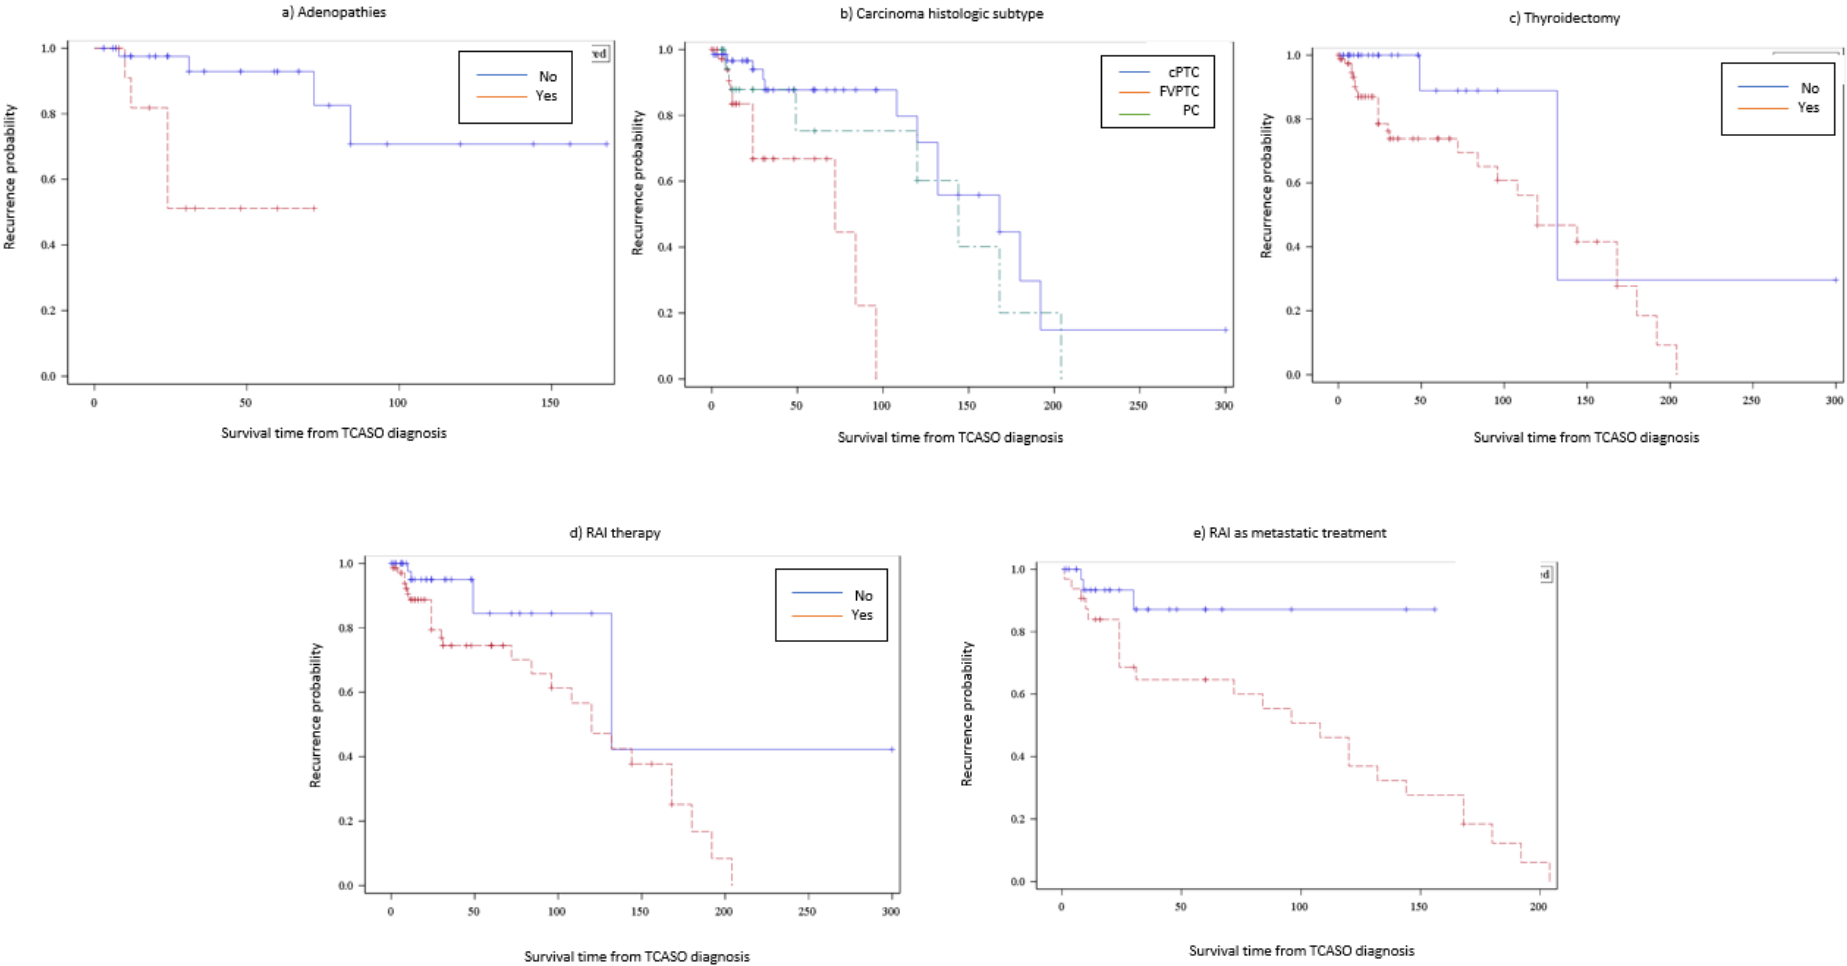 a) Adenopathies
1.0
0.8
0.6
0.4
0.2
0.0
Recurrence probability
No
Yes
0 50 100 150
Survival time from TCASO diagnosis
b) Carcinoma histologic subtype
1.0
0.8
0.6
0.4
0.2
0.0
Recurrence probability
cPTC
FVPTC
PC
0 50 100 150 200 250 300
Survival time from TCASO diagnosis
c) Thyroidectomy
1.0
0.8
0.6
0.4
0.2
0.0
Recurrence probability
No
Yes
0 50 100 150 200 250 300
Survival time from TCASO diagnosis
d) RAI therapy
1.0
0.8
0.6
0.4
0.2
0.0
Recurrence probability
No
Yes
0 50 100 150 200 250 300
Survival time from TCASO diagnosis
e) RAI as metastatic treatment
ed
1.0
0.8
0.6
0.4
0.2
0.0
Recurrence probability
0 50 100 150 200
Survival time from TCASO diagnosis